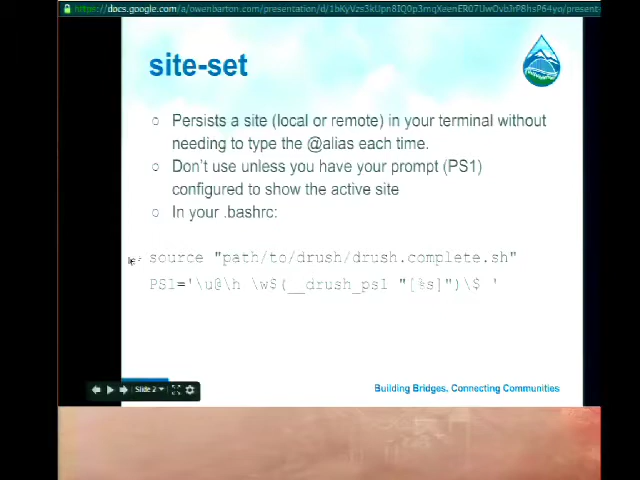 site-set
Persists a site (local or remote) in your terminal without
needing to type the @alias each time.
Don't use unless you have your prompt (PS1)
configured to show the active site
In your .bashrc:
source "path/to/drush/drush.complete.sh"
PS1='\u@\h \w$(__drush_ps1 "[%s]")\$ '
Slide 2
Building Bridges, Connecting Communities